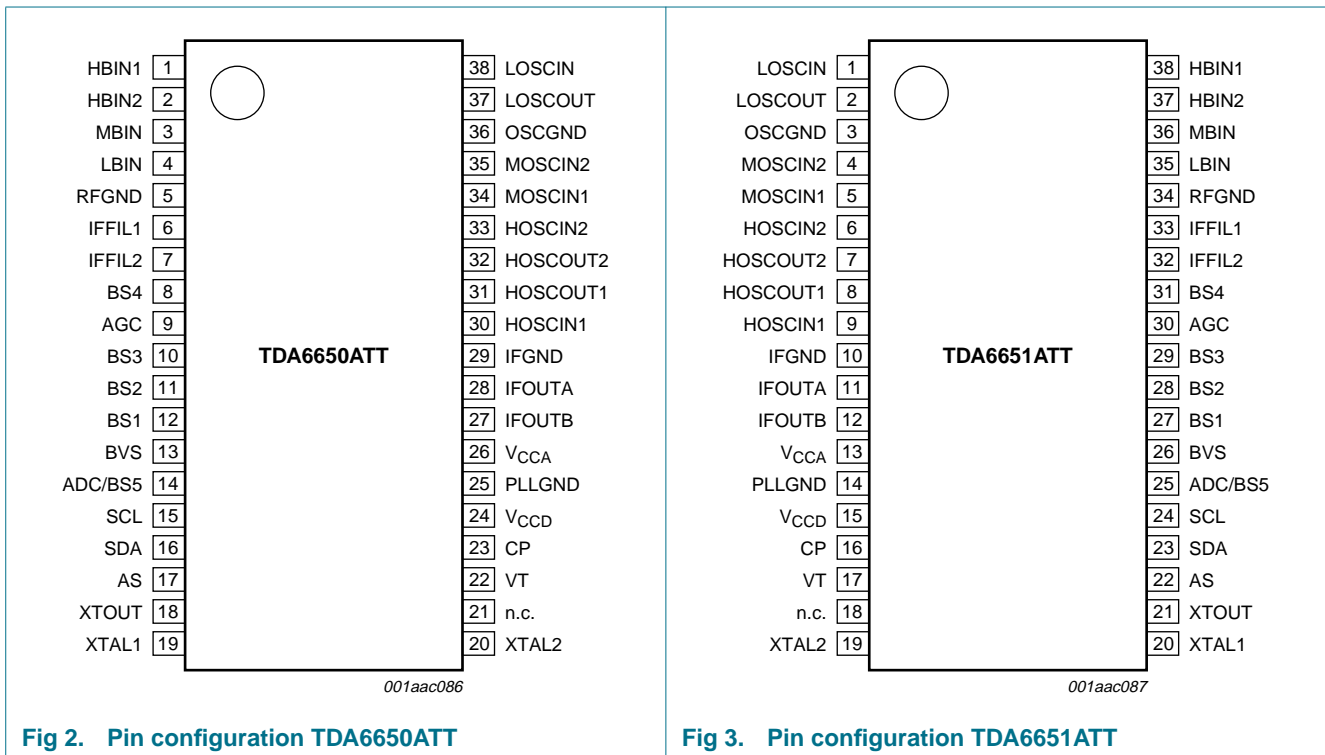 HBIN1 1 38 LOSCIN
HBIN2 2 37 LOSCOUT
MBIN 3 36 OSCGND
LBIN 4 35 MOSCIN2
RFGND 5 34 MOSCIN1
IFFIL1 6 33 HOSCIN2
IFFIL2 7 32 HOSCOUT2
BS4 8 31 HOSCOUT1
AGC 9 30 HOSCIN1
BS3 10 TDA6650ATT 29 IFGND
BS2 11 28 IFOUTA
BS1 12 27 IFOUTB
BVS 13 26 VCCA
ADC/BS5 14 25 PLLGND
SCL 15 24 VCCD
SDA 16 23 CP
AS 17 22 VT
XTOUT 18 21 n.c.
XTAL1 19 20 XTAL2
001aac086
Fig 2. Pin configuration TDA6650ATT
LOSCIN 1 38 HBIN1
LOSCOUT 2 37 HBIN2
OSCGND 3 36 MBIN
MOSCIN2 4 35 LBIN
MOSCIN1 5 34 RFGND
HOSCIN2 6 33 IFFIL1
HOSCOUT2 7 32 IFFIL2
HOSCOUT1 8 31 BS4
HOSCIN1 9 30 AGC
IFGND 10 TDA6651ATT 29 BS3
IFOUTA 11 28 BS2
IFOUTB 12 27 BS1
VCCA 13 26 BVS
PLLGND 14 25 ADC/BS5
VCCD 15 24 SCL
CP 16 23 SDA
VT 17 22 AS
n.c. 18 21 XTOUT
XTAL2 19 20 XTAL1
001aac087
Fig 3. Pin configuration TDA6651ATT